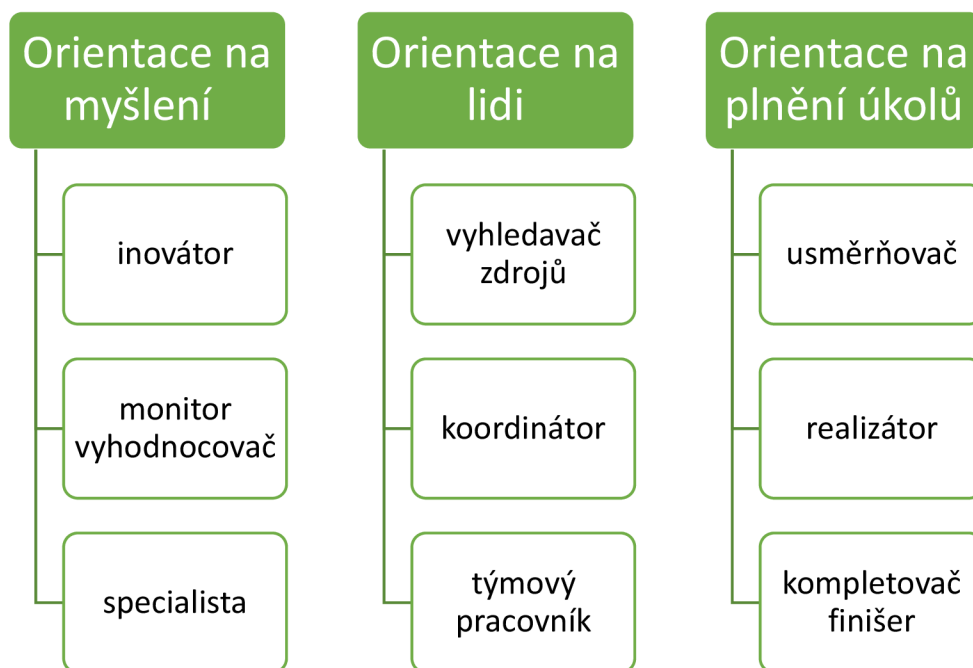 Orientace na
myšlení
inovátor
monitor
vyhodnocovač
specialista
Orientace na
lidi
vyhledavač
zdrojů
koordinátor
týmový
pracovník
Orientace na
plnění úkolů
usměrňovač
realizátor
kompletovač
finišer